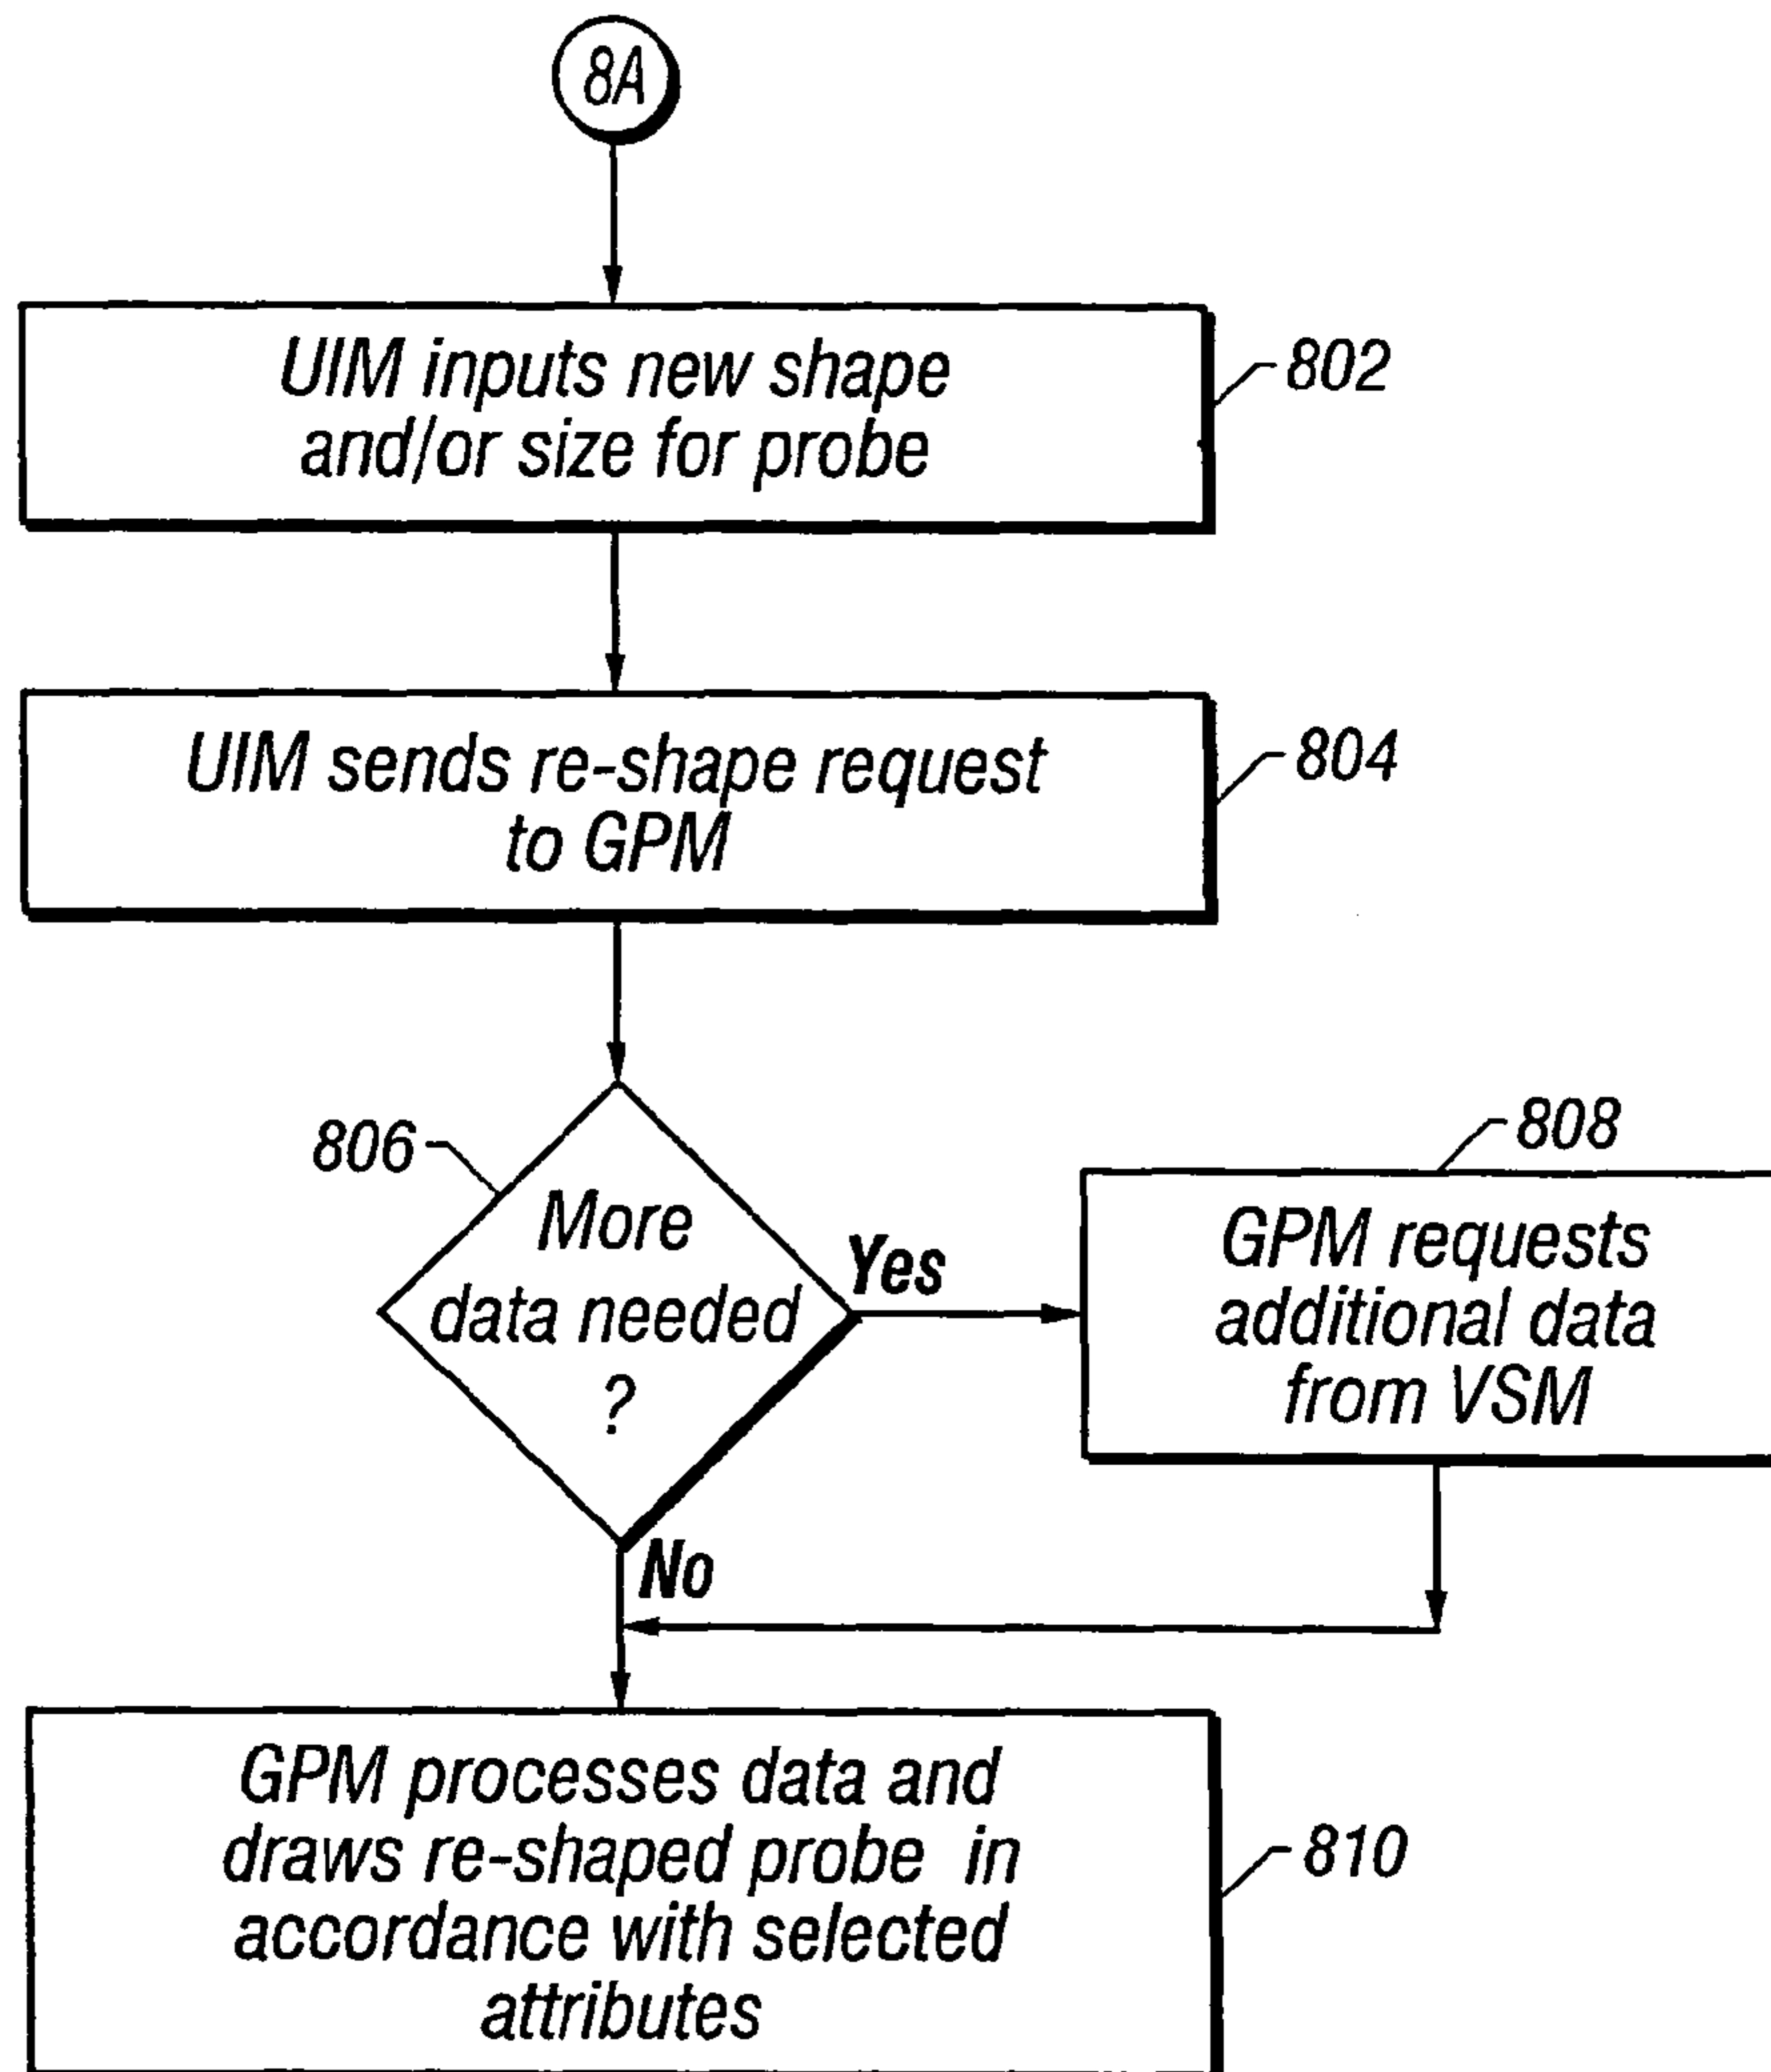 8A
UIM inputs new shape
and/or size for probe
802
UIM sends re-shape request
to GPM
804
806
More
data needed
?
Yes
No
808
GPM requests
additional data
from VSM
GPM processes data and
draws re-shaped probe in
accordance with selected
attributes
810